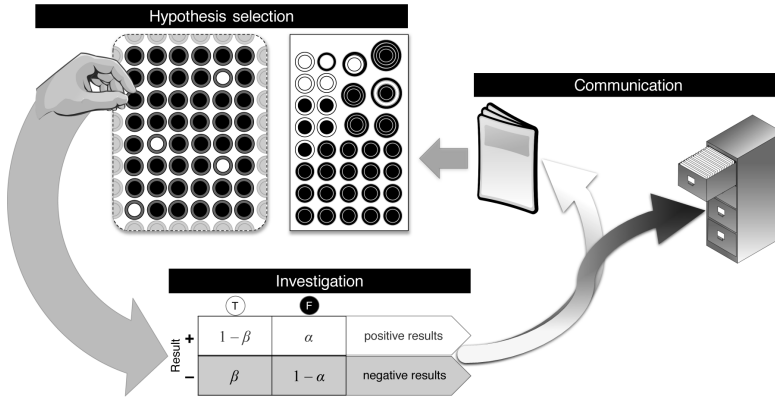 Hypothesis selection
Communication
Investigation
T F
Result
+ 1 − β α positive results
− β 1 − α negative results